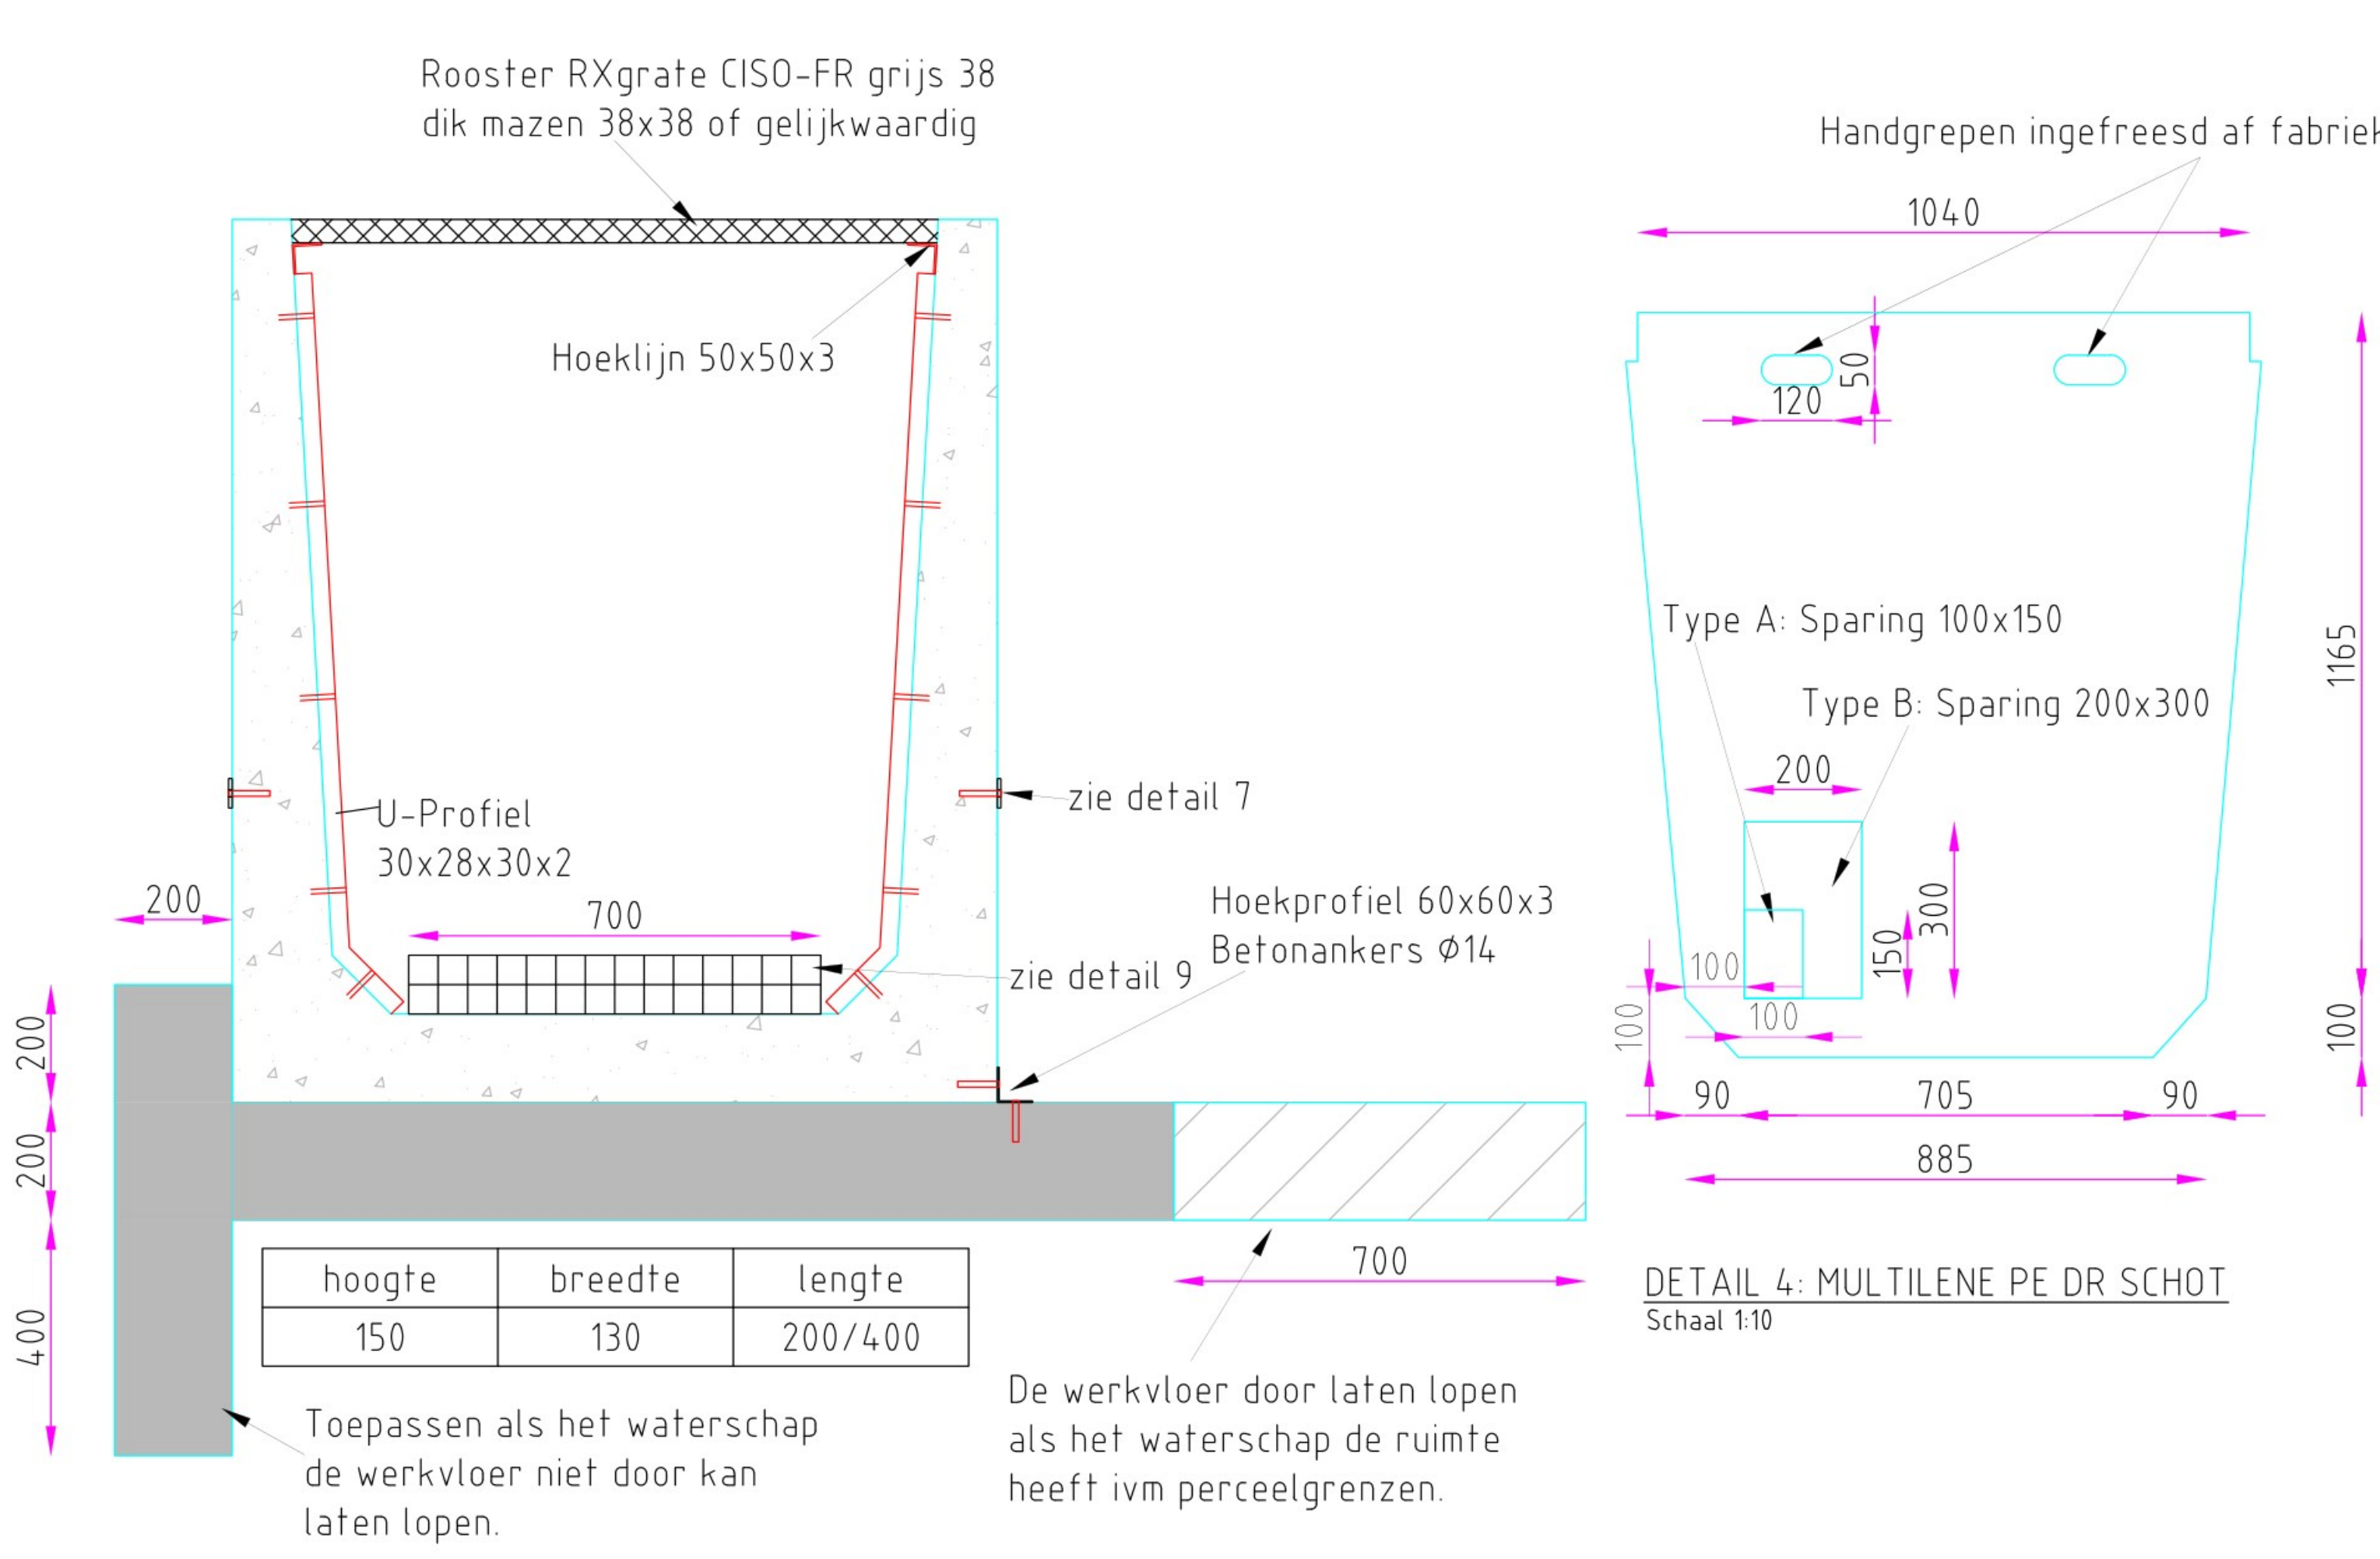 Rooster RXgrate CISO-FR grijs 38
dik mazen 38x38 of gelijkwaardig
Hoeklijn 50x50x3
U-Profiel
30x28x30x2
200
700
zie detail 7
zie detail 9
Hoekprofiel 60x60x3
Betonankers Ø14
200
200
400
700
hoogte breedte lengte
150 130 200/400
Toepassen als het waterschap
de werkvloer niet door kan
laten lopen.
De werkvloer door laten lopen
als het waterschap de ruimte
heeft ivm perceelgrenzen.
Handgrepen ingefreesd af fabriek
1040
50
120
1165
Type A: Sparing 100x150
Type B: Sparing 200x300
200
300
150
100
100
100
100
90 705 90
885
DETAIL 4: MULTILENE PE DR SCHOT
Schaal 1:10